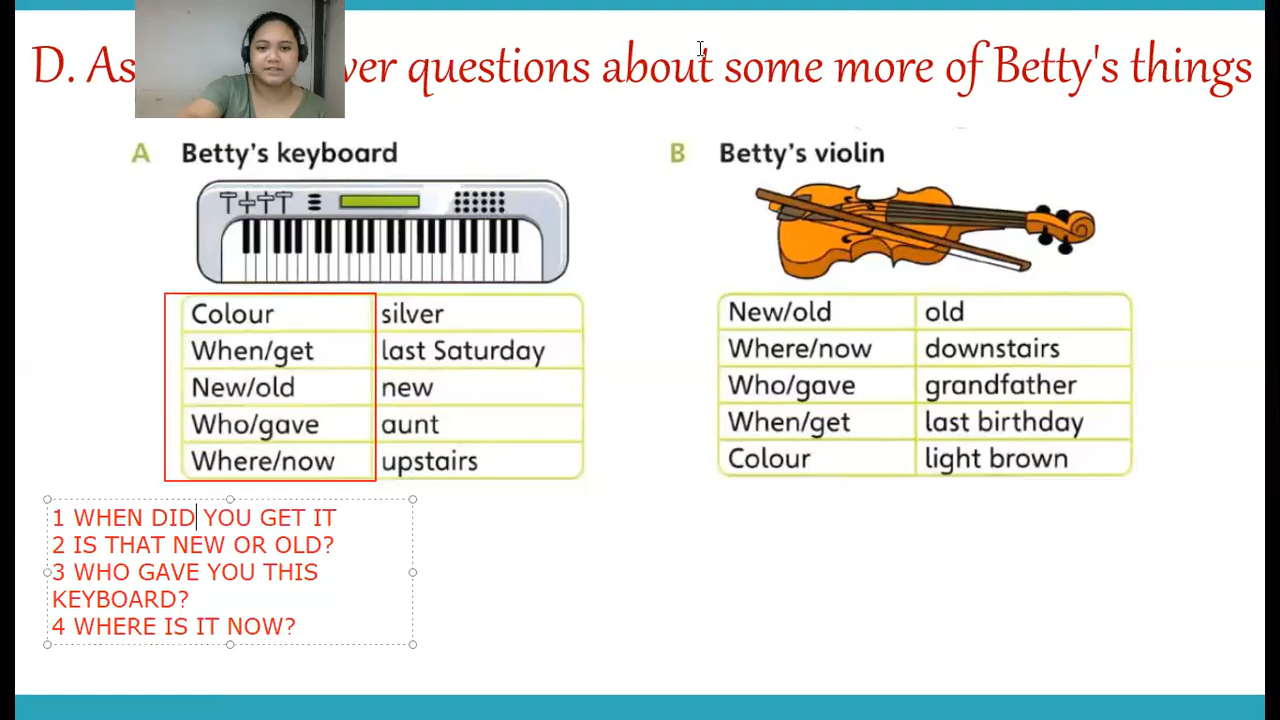 D. As ver questions about some more of Betty's things
A Betty's keyboard
Colour silver
When/get last Saturday
New/old new
Who/gave aunt
Where/now upstairs
B Betty's violin
New/old old
Where/now downstairs
Who/gave grandfather
When/get last birthday
Colour light brown
1 WHEN DID YOU GET IT
2 IS THAT NEW OR OLD?
3 WHO GAVE YOU THIS
KEYBOARD?
4 WHERE IS IT NOW?